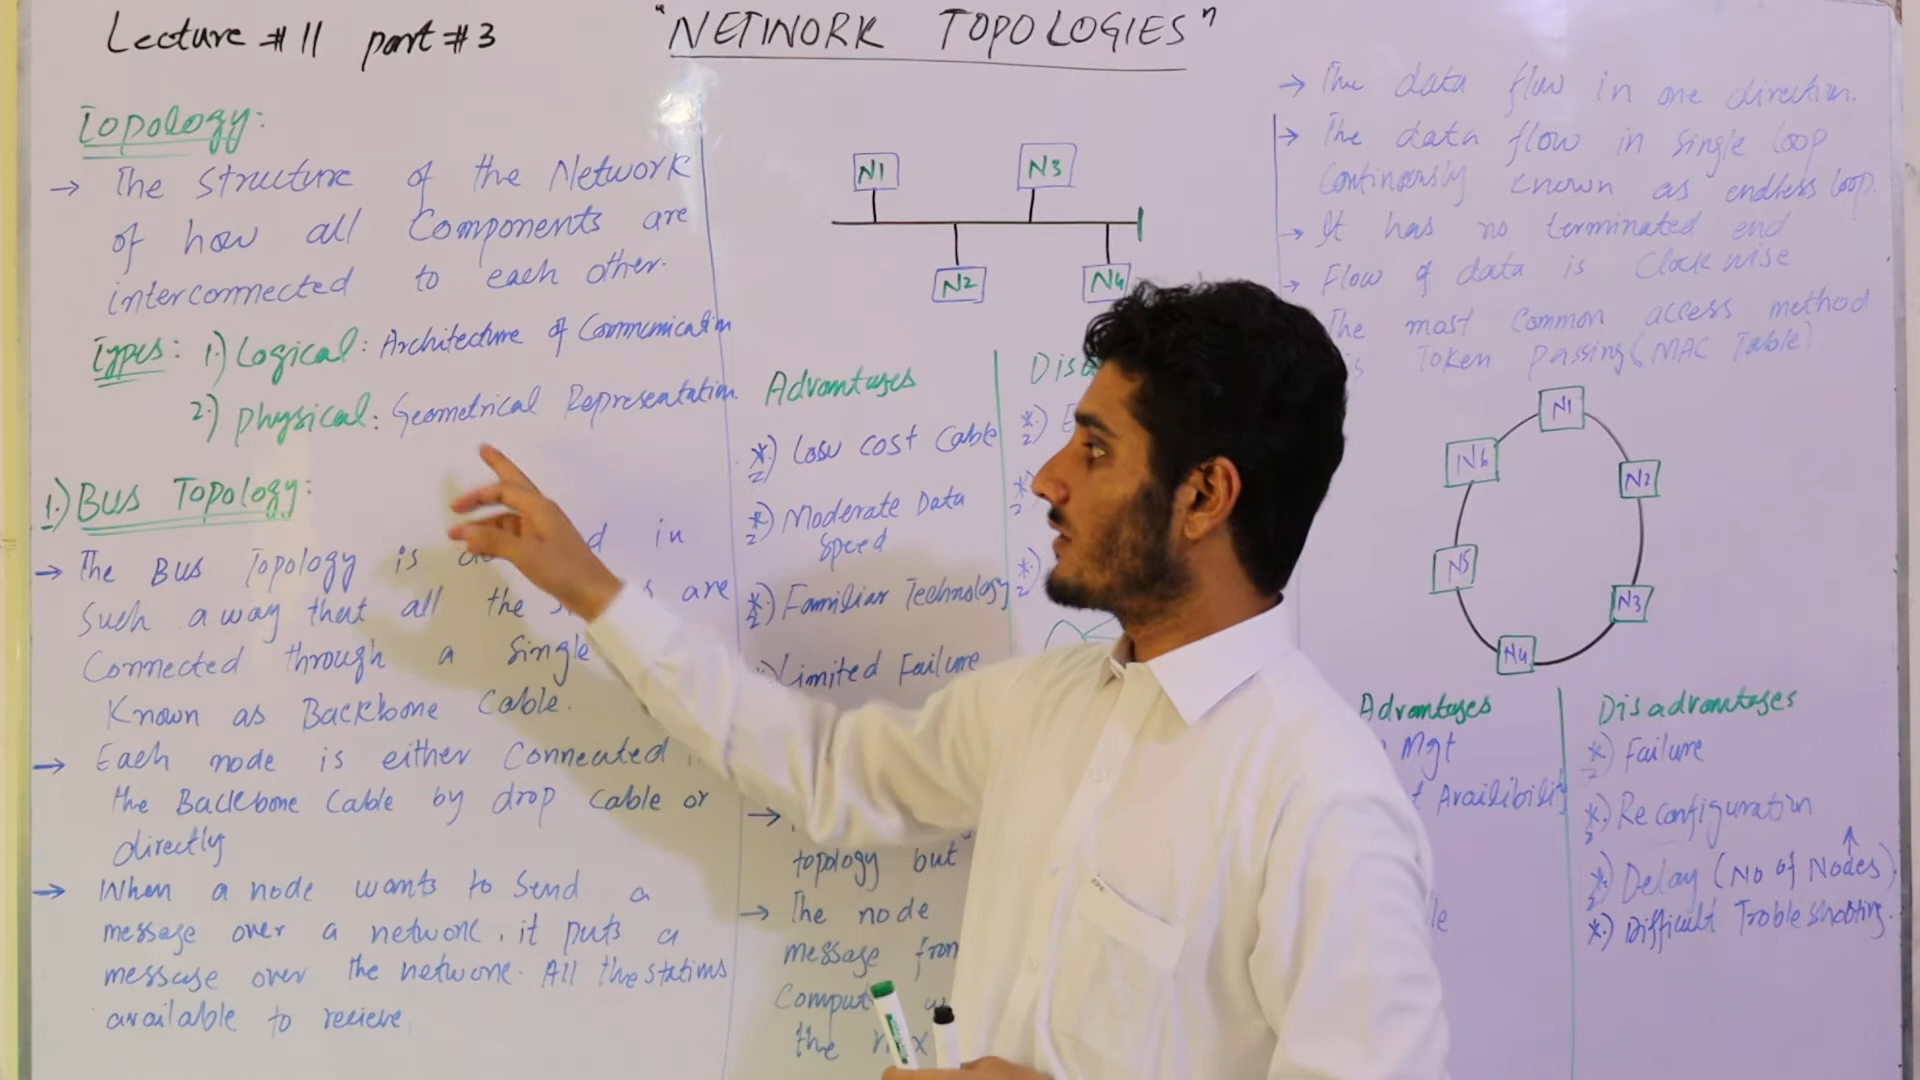 Lecture #11 part #3
"NETWORK TOPOLOGIES"
Topology:
→ The structure of the Network
of how all Components are
interconnected to each other.
Types: 1.) Logical: Architecture of Communication
2.) Physical: Geometrical Representation
1.) Bus Topology:
→ The Bus Topology is d in
Such a way that all the s are
Connected through a Single
Known as Backbone Cable.
→ Each node is either Connected
the Backbone Cable by drop cable or
directly
→ When a node wants to Send a
message over a network, it puts a
message over the network. All the stations
available to recieve
N1
N3
N2
N4
Advantages
*) Low cost Cable
*) Moderate Data
Speed
*) Familiar Technology
*) Limited Failure
Disa
*) E
*)
*)
→
topology but
→ The node
message from
Comput
the
→ The data flow in one direction.
→ The data flow in single loop
Continously known as endless loop.
→ It has no terminated end
→ Flow of data is Clockwise
The most Common access method
is Token passing (MAC Table)
N1
N6
N2
N5
N3
N4
Advantages
Mgt
t Availibility
le
Disadvantages
*) Failure
*) Reconfiguration
*) Delay (No of Nodes↑)
*) Difficult Trobleshooting.